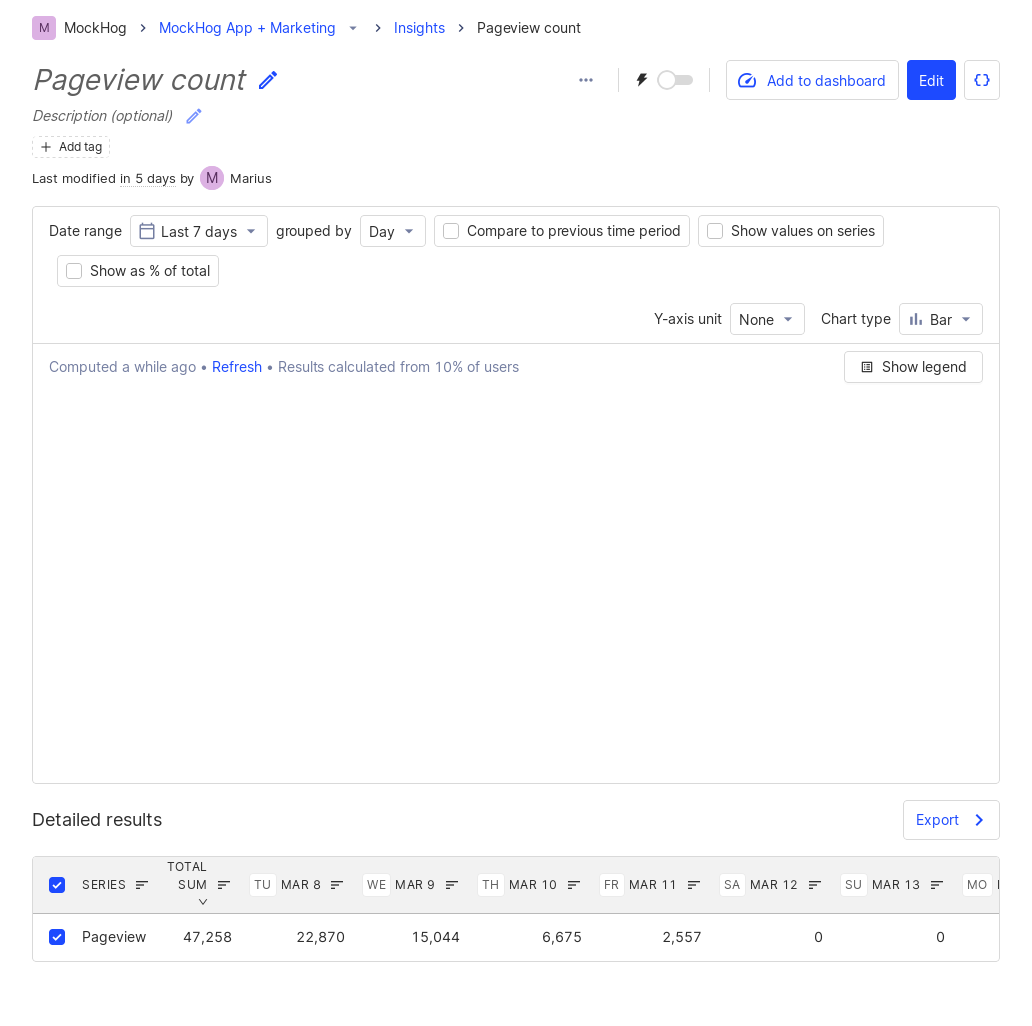 M MockHog MockHog App + Marketing Insights Pageview count
Pageview count
Add to dashboard Edit
Description (optional)
Add tag
Last modified in 5 days by M Marius
Date range Last 7 days grouped by Day Compare to previous time period Show values on series
Show as % of total
Y-axis unit None Chart type Bar
Computed a while ago • Refresh • Results calculated from 10% of users Show legend
Detailed results Export
SERIES TOTAL SUM TU MAR 8 WE MAR 9 TH MAR 10 FR MAR 11 SA MAR 12 SU MAR 13 MO
Pageview 47,258 22,870 15,044 6,675 2,557 0 0